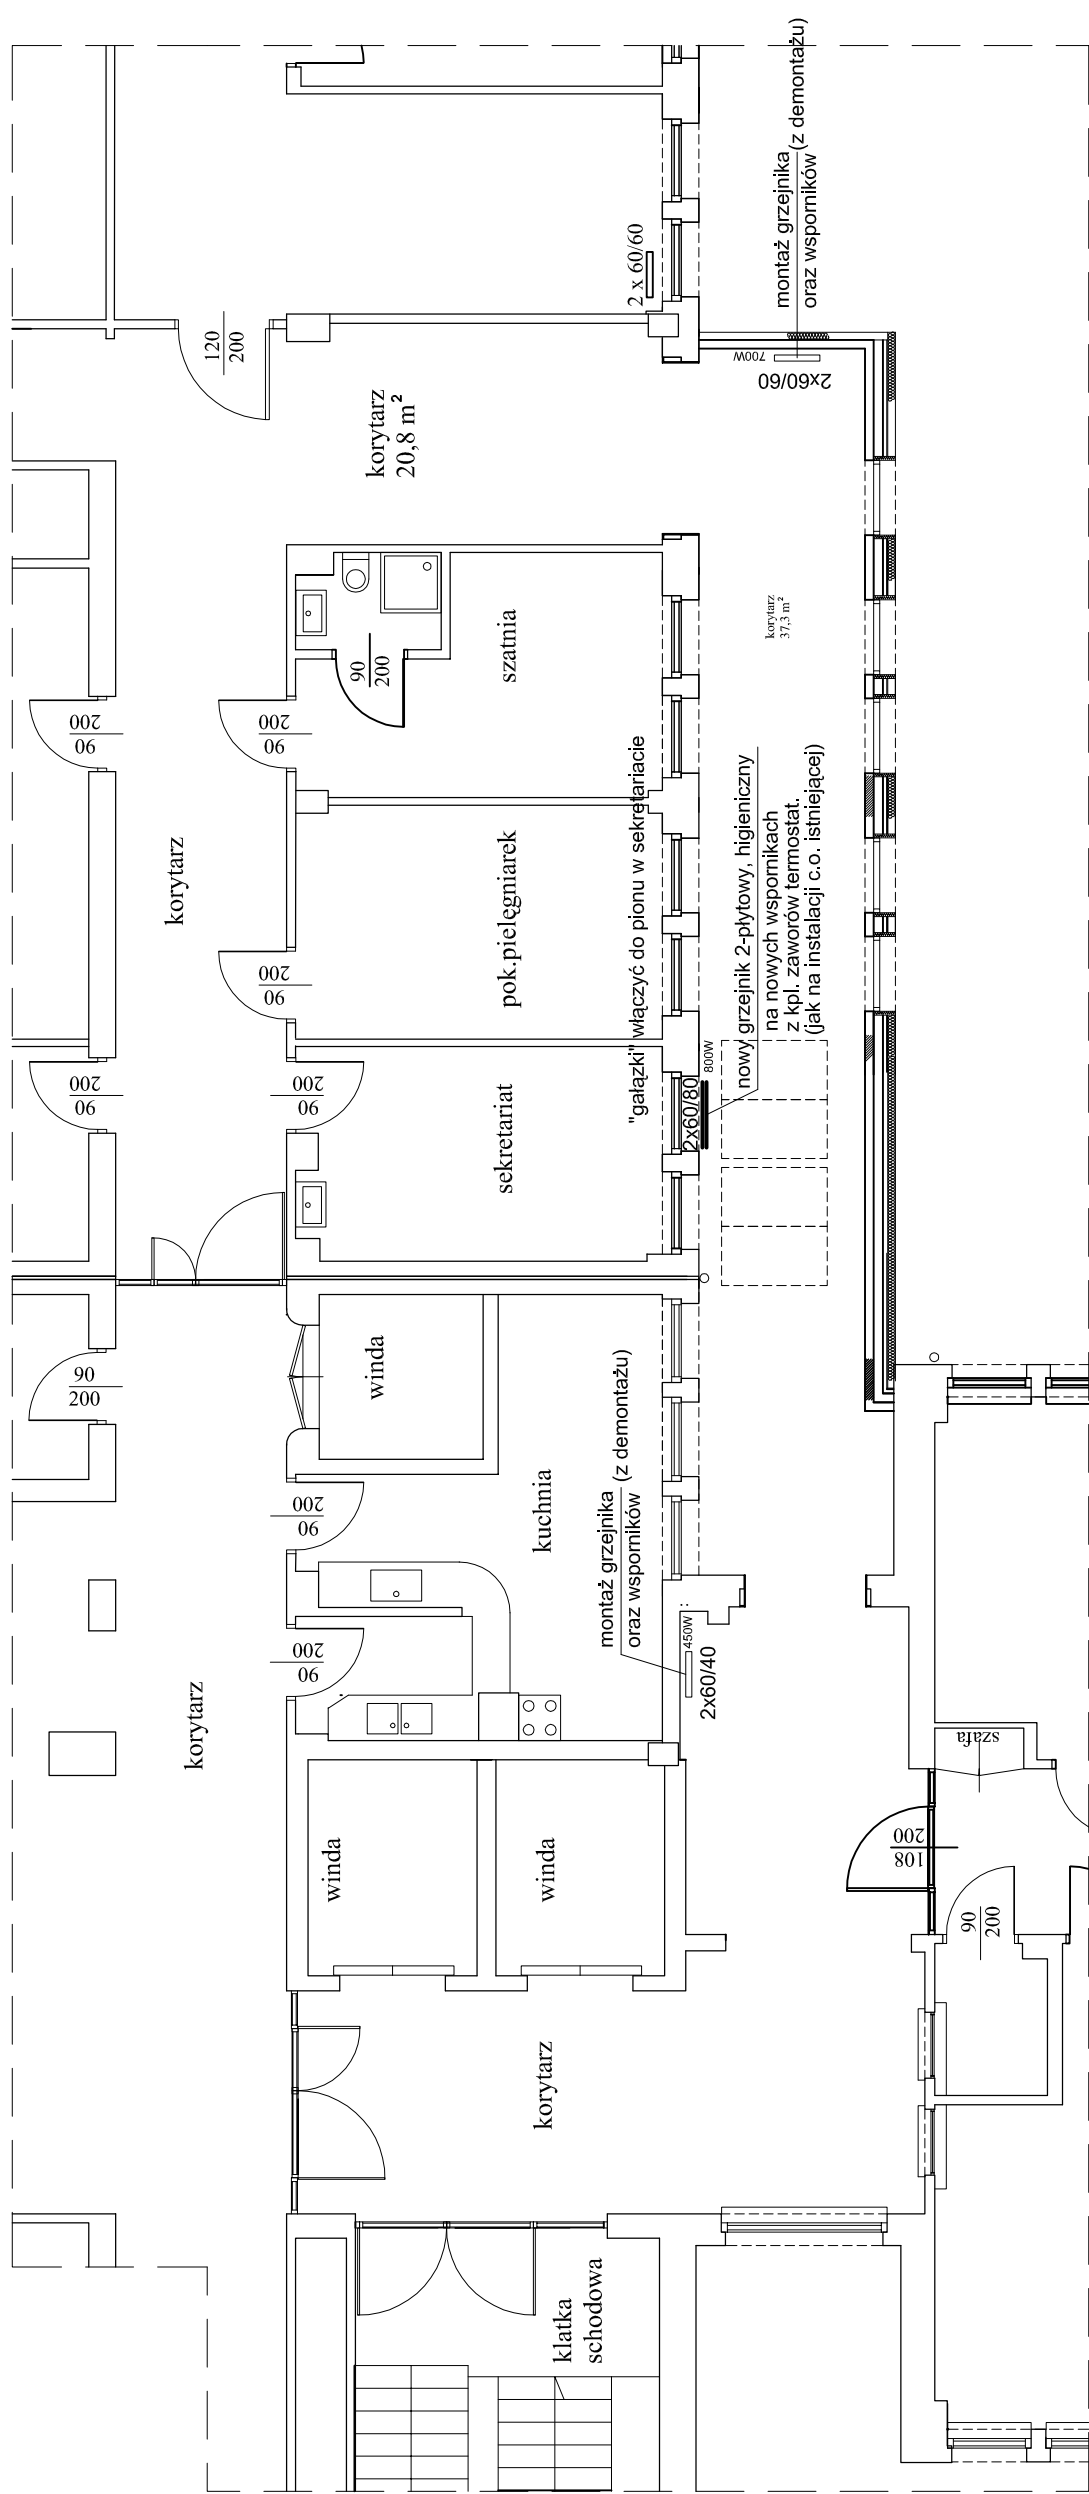 montaż grzejnika (z demontażu)
oraz wsporników
2 x 60/60
700W
2x60/60
120
200
korytarz
20,8 m²
korytarz
37,3 m²
90
200
szatnia
90
200
90
200
korytarz
pok.pielęgniarek
90
200
"gałązki" włączyć do pionu w sekretariacie
nowy grzejnik 2-płytowy, higieniczny
na nowych wspornikach
z kpl. zaworów termostat.
(jak na instalacji c.o. istniejącej)
800W
2x60/80
90
200
90
200
sekretariat
90
200
winda
kuchnia
90
200
90
200
montaż grzejnika (z demontażu)
oraz wsporników
450W
2x60/40
korytarz
szafa
winda
winda
108
200
90
200
korytarz
klatka
schodowa